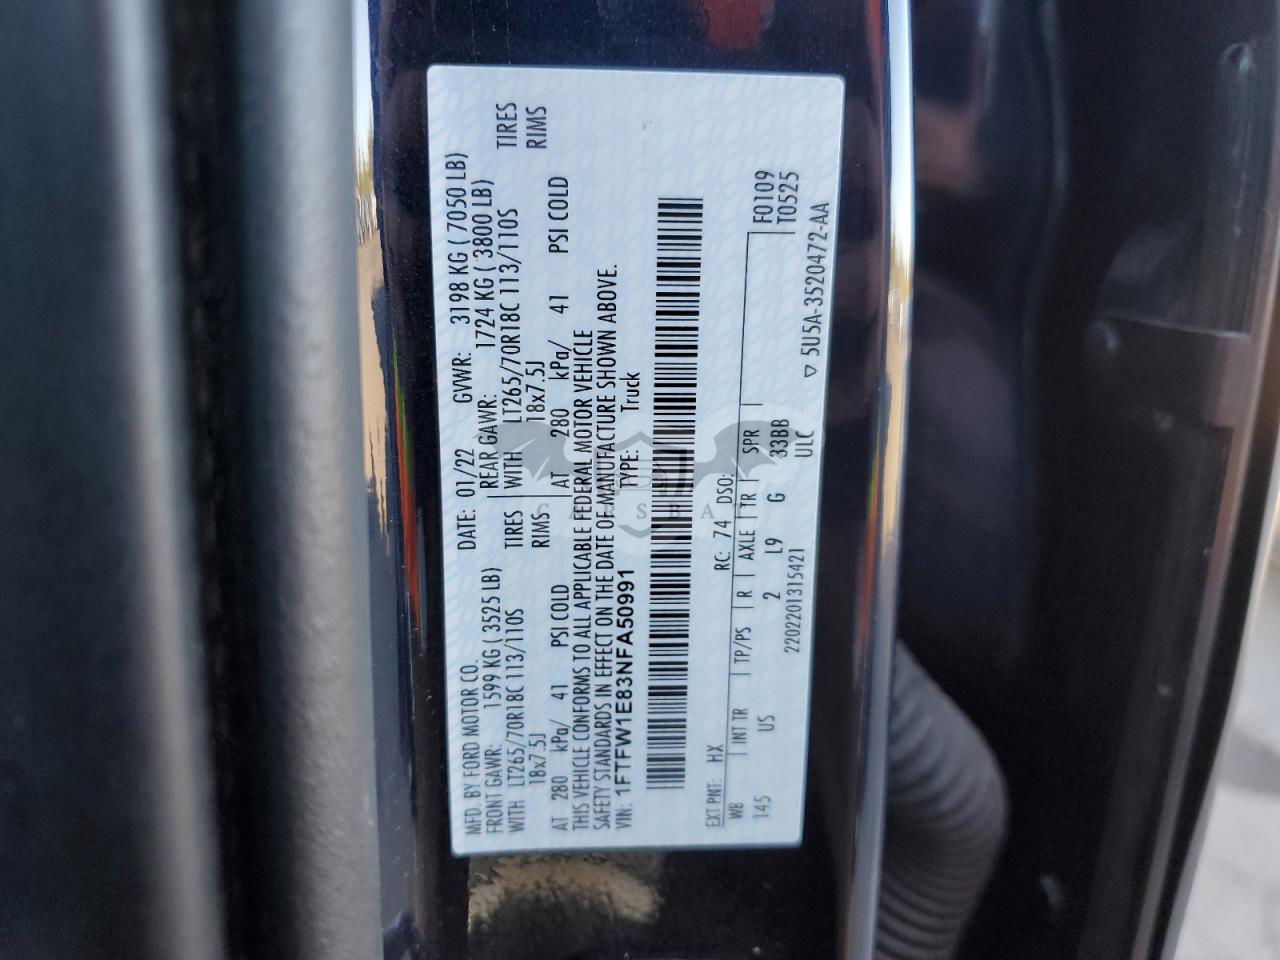 MFD. BY FORD MOTOR CO. DATE: 01/22 GVWR: 3198 KG ( 7050 LB)
FRONT GAWR: 1599 KG ( 3525 LB) REAR GAWR: 1724 KG ( 3800 LB)
WITH LT265/70R18C 113/110S TIRES WITH LT265/70R18C 113/110S TIRES
18x7.5J RIMS 18x7.5J RIMS
AT 280 kPa/ 41 PSI COLD AT 280 kPa/ 41 PSI COLD
THIS VEHICLE CONFORMS TO ALL APPLICABLE FEDERAL MOTOR VEHICLE
SAFETY STANDARDS IN EFFECT ON THE DATE OF MANUFACTURE SHOWN ABOVE.
VIN: 1FTFW1E83NFA50991 TYPE: Truck
CARSBA
EXT PNT: HX RC: 74 DSO:
WB INT TR TP/PS R AXLE TR SPR F0109
145 US 2 L9 G 33BB T0525
2202201315421 ULC
▽ 5U5A-3520472-AA